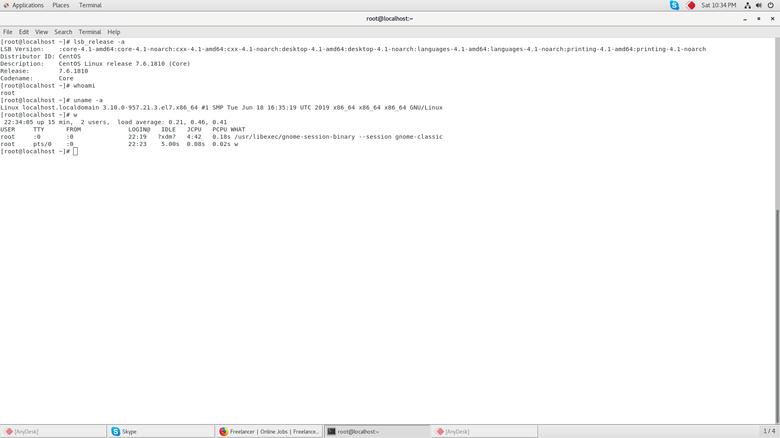 Applications Places Terminal Sat 10:34 PM
root@localhost:~
File Edit View Search Terminal Help
[root@localhost ~]# lsb_release -a
LSB Version: :core-4.1-amd64:core-4.1-noarch:cxx-4.1-amd64:cxx-4.1-noarch:desktop-4.1-amd64:desktop-4.1-noarch:languages-4.1-amd64:languages-4.1-noarch:printing-4.1-amd64:printing-4.1-noarch
Distributor ID: CentOS
Description: CentOS Linux release 7.6.1810 (Core)
Release: 7.6.1810
Codename: Core
[root@localhost ~]# whoami
root
[root@localhost ~]# uname -a
Linux localhost.localdomain 3.10.0-957.21.3.el7.x86_64 #1 SMP Tue Jun 18 16:35:19 UTC 2019 x86_64 x86_64 x86_64 GNU/Linux
[root@localhost ~]# w
22:34:05 up 15 min, 2 users, load average: 0.21, 0.46, 0.41
USER TTY FROM LOGIN@ IDLE JCPU PCPU WHAT
root :0 :0 22:19 ?xdm? 4:42 0.18s /usr/libexec/gnome-session-binary --session gnome-classic
root pts/0 :0 22:23 5.00s 0.08s 0.02s w
[root@localhost ~]#
[AnyDesk] Skype Freelancer | Online Jobs | Freelance... root@localhost:~ [AnyDesk] 1 / 4